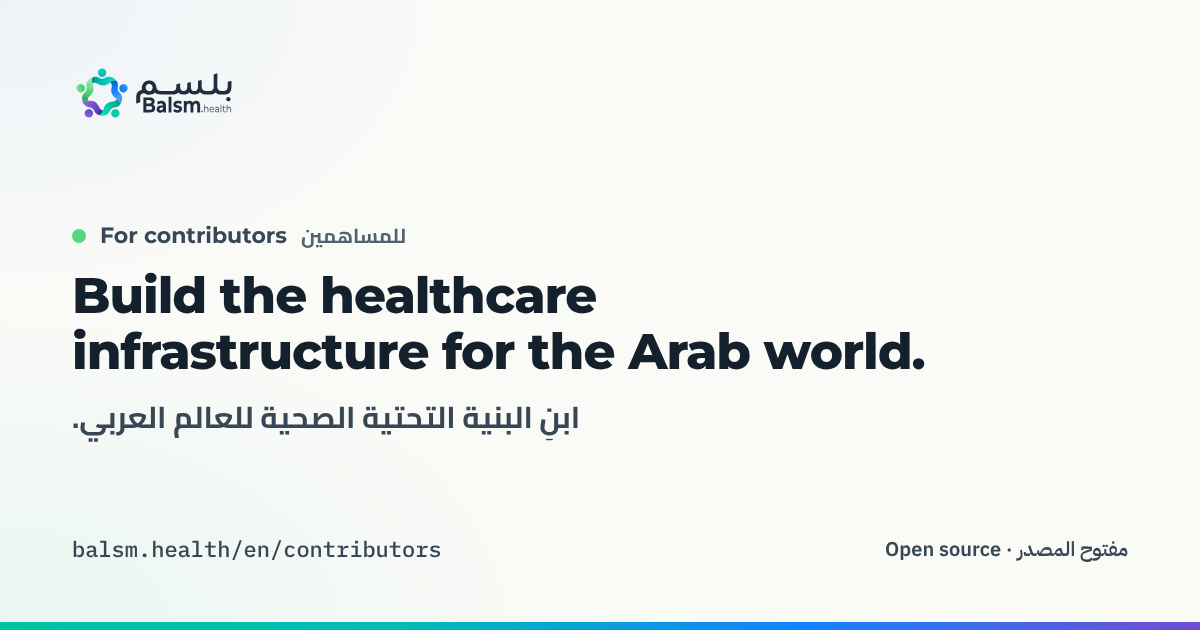 بلسم
Balsm.health
For contributors للمساهمين
Build the healthcare
infrastructure for the Arab world.
ابنِ البنية التحتية الصحية للعالم العربي.
balsm.health/en/contributors
Open source · مفتوح المصدر